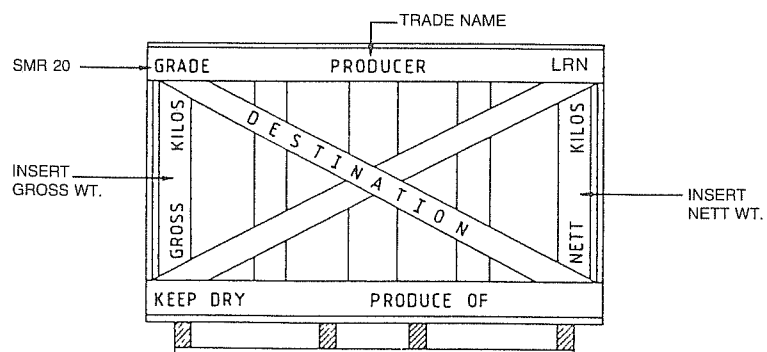 TRADE NAME
SMR 20
GRADE PRODUCER LRN
KILOS
GROSS
DESTINATION
KILOS
NETT
INSERT
GROSS WT.
INSERT
NETT WT.
KEEP DRY PRODUCE OF